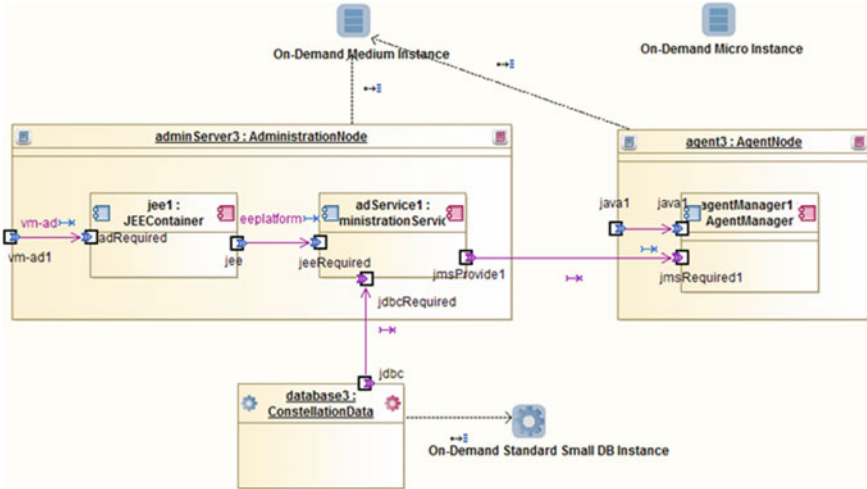 On-Demand Medium Instance
On-Demand Micro Instance
adminServer3 : AdministrationNode
agent3 : AgentNode
jee1 :
JEEContainer
adService1 :
ministrationServic
agentManager1
AgentManager
vm-ad
eeplatform
java1
java1
adRequired
vm-ad1
jee
jeeRequired
jmsProvide1
jmsRequired1
jdbcRequired
jdbc
database3 :
ConstellationData
On-Demand Standard Small DB Instance